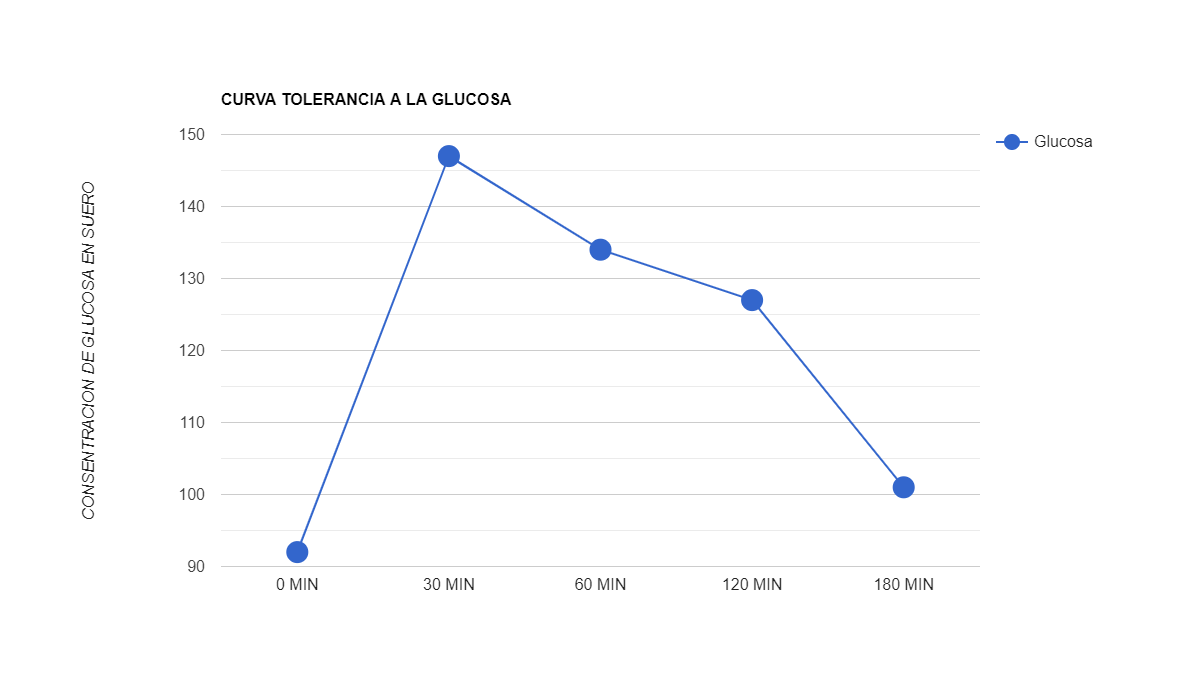 CURVA TOLERANCIA A LA GLUCOSA
150
140
130
120
110
100
90
CONSENTRACION DE GLUCOSA EN SUERO
0 MIN
30 MIN
60 MIN
120 MIN
180 MIN
Glucosa